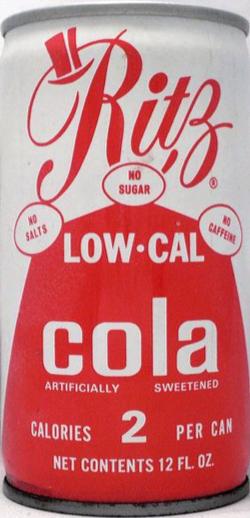 Ritz®
NO
SUGAR
NO
SALTS
NO
CAFFEINE
LOW·CAL
cola
ARTIFICIALLY SWEETENED
CALORIES 2 PER CAN
NET CONTENTS 12 FL. OZ.